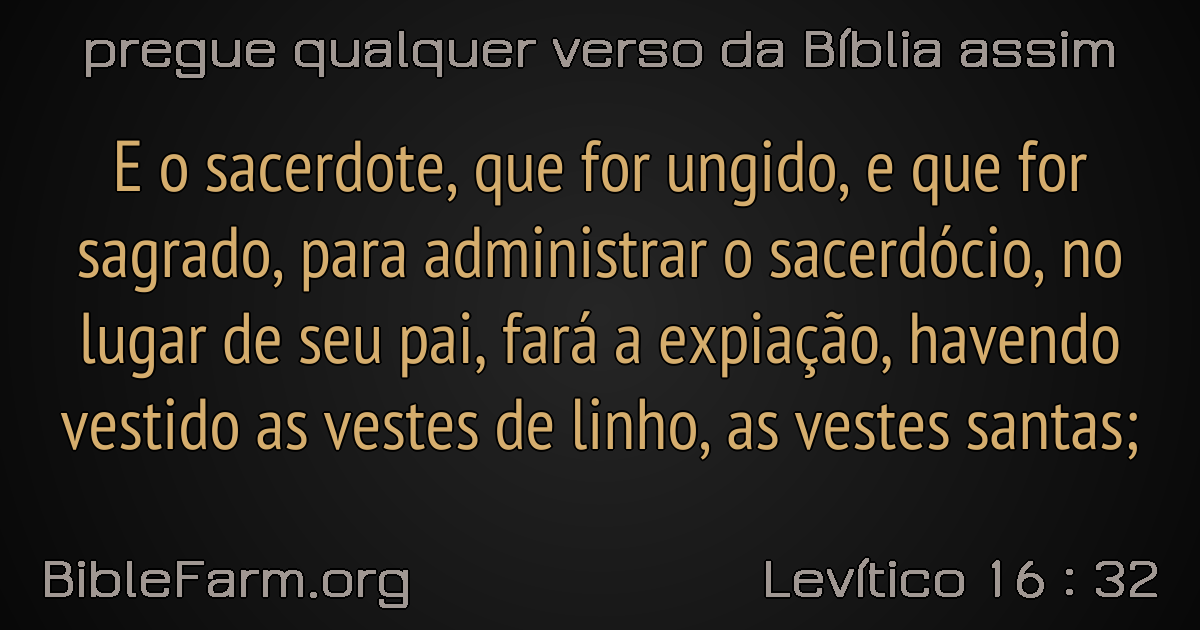 pregue qualquer verso da Bíblia assim
E o sacerdote, que for ungido, e que for
sagrado, para administrar o sacerdócio, no
lugar de seu pai, fará a expiação, havendo
vestido as vestes de linho, as vestes santas;
BibleFarm.org
Levítico 16 : 32